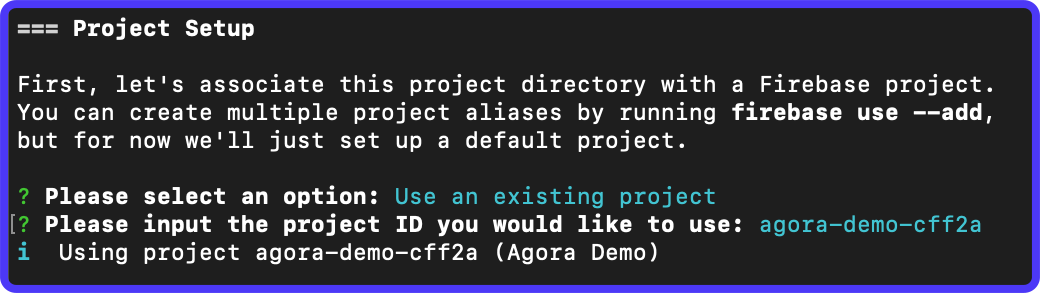 === Project Setup
First, let's associate this project directory with a Firebase project.
You can create multiple project aliases by running firebase use --add,
but for now we'll just set up a default project.
? Please select an option: Use an existing project
[? Please input the project ID you would like to use: agora-demo-cff2a
i  Using project agora-demo-cff2a (Agora Demo)